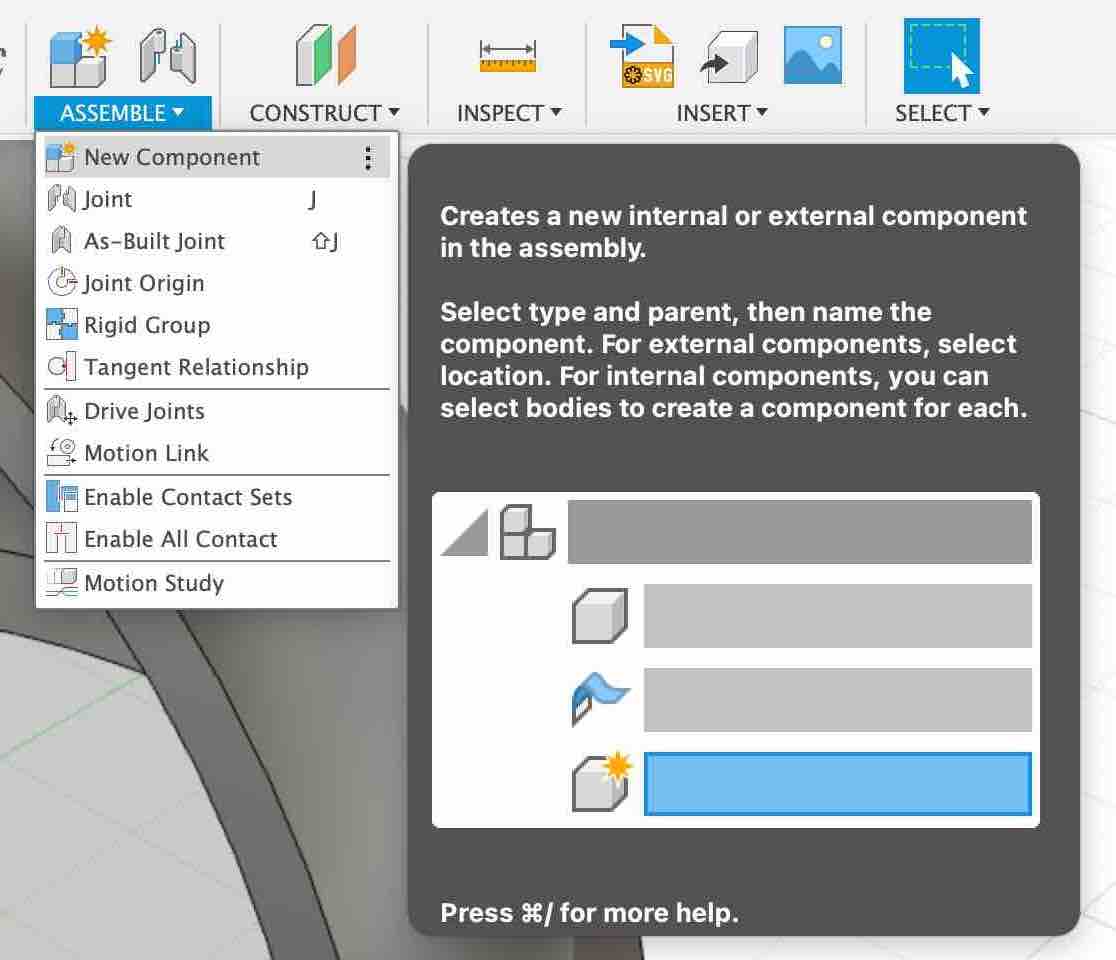 SVG
ASSEMBLE
CONSTRUCT
INSPECT
INSERT
SELECT
New Component
Joint J
As-Built Joint ⇧J
Joint Origin
Rigid Group
Tangent Relationship
Drive Joints
Motion Link
Enable Contact Sets
Enable All Contact
Motion Study
Creates a new internal or external component
in the assembly.
Select type and parent, then name the
component. For external components, select
location. For internal components, you can
select bodies to create a component for each.
Press ⌘/ for more help.